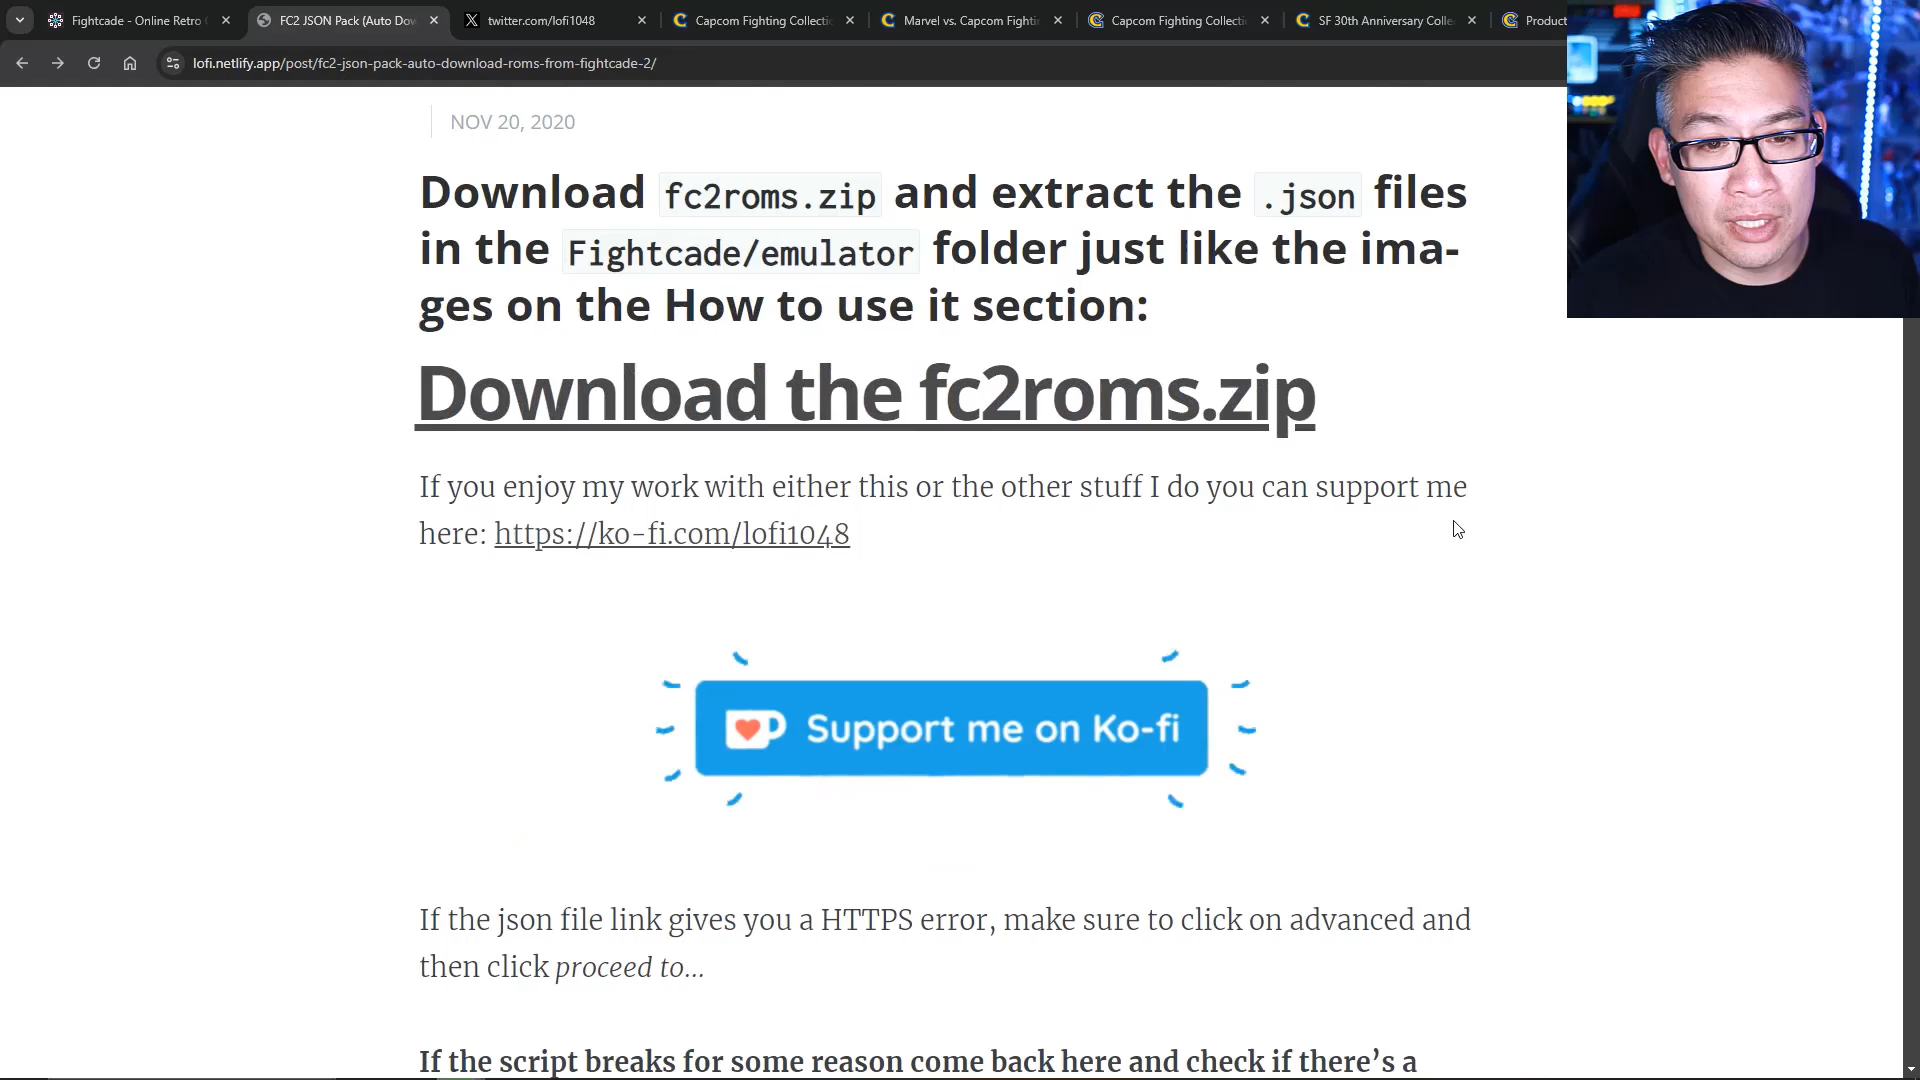 Fightcade - Online Retro
FC2 JSON Pack (Auto Dow
twitter.com/lofi1048
Capcom Fighting Collectio
Marvel vs. Capcom Fightin
Capcom Fighting Collectio
SF 30th Anniversary Colle
Product
lofi.netlify.app/post/fc2-json-pack-auto-download-roms-from-fightcade-2/
NOV 20, 2020
Download fc2roms.zip and extract the .json files
in the Fightcade/emulator folder just like the ima-
ges on the How to use it section:
Download the fc2roms.zip
If you enjoy my work with either this or the other stuff I do you can support me
here: https://ko-fi.com/lofi1048
Support me on Ko-fi
If the json file link gives you a HTTPS error, make sure to click on advanced and
then click proceed to...
If the script breaks for some reason come back here and check if there's a